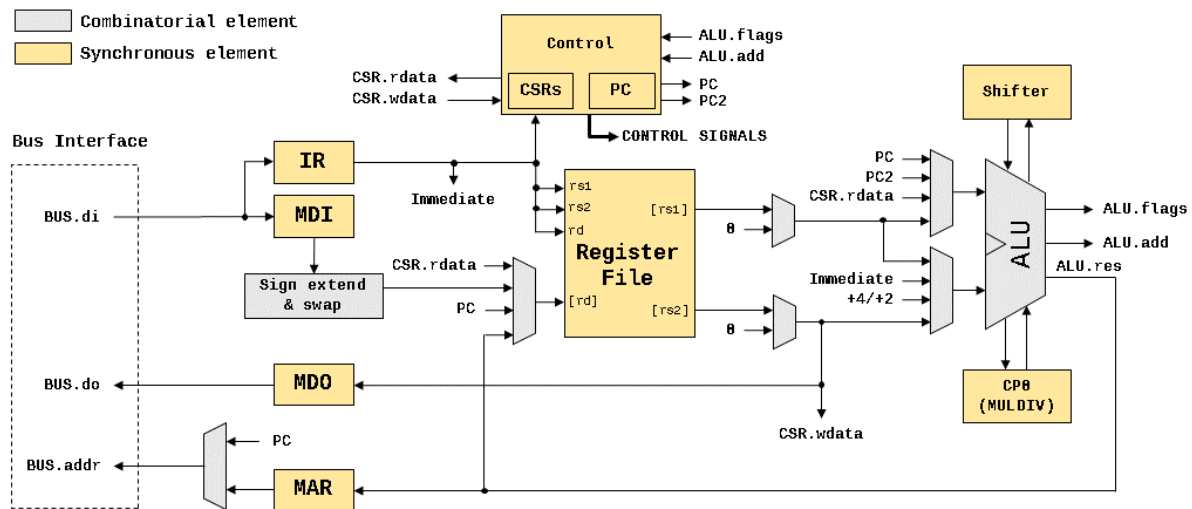 Combinatorial element
Synchronous element
Control
CSRs
PC
ALU.flags
ALU.add
PC
PC2
CSR.rdata
CSR.wdata
CONTROL SIGNALS
Shifter
Bus Interface
IR
Immediate
BUS.di
MDI
Sign extend
& swap
rs1
rs2
rd
[rs1]
Register
File
[rd]
[rs2]
CSR.rdata
PC
0
0
PC
PC2
CSR.rdata
Immediate
+4/+2
ALU
ALU.flags
ALU.add
ALU.res
BUS.do
MDO
CSR.wdata
CP0
(MULDIV)
PC
BUS.addr
MAR